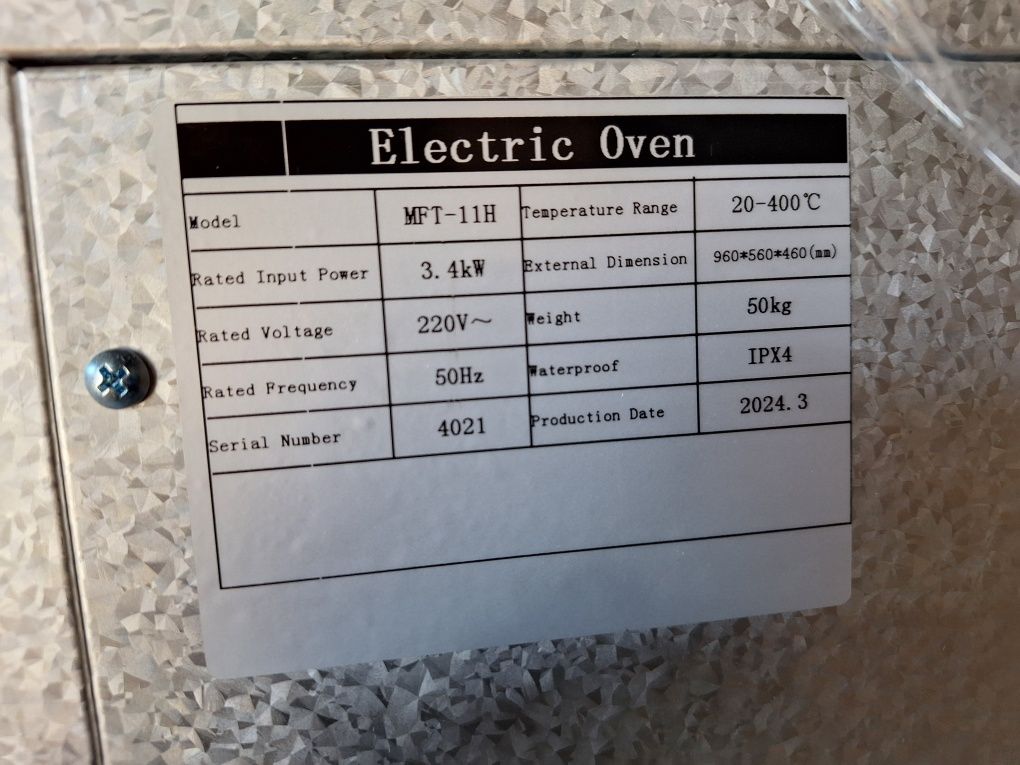 Electric Oven
Model MFT-11H Temperature Range 20-400℃
Rated Input Power 3.4kW External Dimension 960*560*460(mm)
Rated Voltage 220V～ Weight 50kg
Rated Frequency 50Hz Waterproof IPX4
Serial Number 4021 Production Date 2024.3